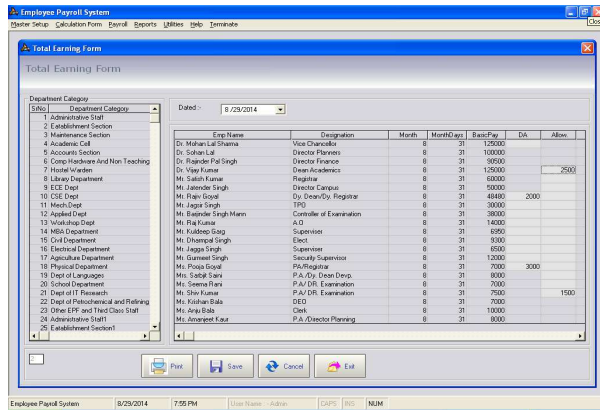 Employee Payroll System
Master Setup Calculation Form Payroll Reports Utilities Help Terminate
Clos
Total Earning Form
Total Earning Form
Department Category
SrNo Department Category
1 Administrative Staff
2 Establishment Section
3 Maintenance Section
4 Academic Cell
5 Accounts Section
6 Comp Hardware And Non Teaching
7 Hostel Warden
8 Library Department
9 ECE Dept
10 CSE Dept
11 Mech.Dept
12 Applied Dept
13 Workshop Dept
14 MBA Department
15 Civil Department
16 Electrical Department
17 Agiculture Department
18 Physical Department
19 Dept of Languages
20 School Department
21 Dept of IT Research
22 Dept of Petrochemical and Refining
23 Other EPF and Third Class Staff
24 Administrative Staff1
25 Eatablishment Section1
Dated :- 8 /29/2014
Emp Name Designation Month MonthDays BasicPay DA Allow.
Dr. Mohan Lal Sharma Vice Chancellor 8 31 125000
Dr. Sohan Lal Director Planners 8 31 100000
Dr. Rajinder Pal Singh Director Finance 8 31 90500
Dr. Vijay Kumar Dean Academics 8 31 125000 2500
Mr. Satish Kumar Registrar 8 31 60000
Mr. Jatender Singh Director Campus 8 31 50000
Mr. Rajiv Goyal Dy. Dean/Dy. Registrar 8 31 48480 2000
Mr. Jagsir Singh TPO 8 31 30000
Mr. Barjinder Singh Mann Controller of Examination 8 31 38000
Mr. Raj Kumar A.O 8 31 14000
Mr. Kuldeep Garg Superviser 8 31 6950
Mr. Dhampal Singh Elect. 8 31 9300
Mr. Jagga Singh Superviser 8 31 6500
Mr. Gurmeet Singh Security Supervisor 8 31 12000
Ms. Pooja Goyal PA/Registrar 8 31 7000 3000
Mrs. Sarbjit Saini P.A./Dy. Dean Devp. 8 31 8000
Ms. Seema Rani P.A/ DR. Examination 8 31 7000
Mr. Shiv Kumar P.A/ DR. Examination 8 31 7500 1500
Ms. Krishan Bala DEO 8 31 7000
Ms. Anju Bala Clerk 8 31 10000
Ms. Amanjeet Kaur P.A /Director Planning 8 31 8000
2
Print Save Cancel Exit
Employee Payroll System 8/29/2014 7:55 PM User Name : - Admin CAPS INS NUM